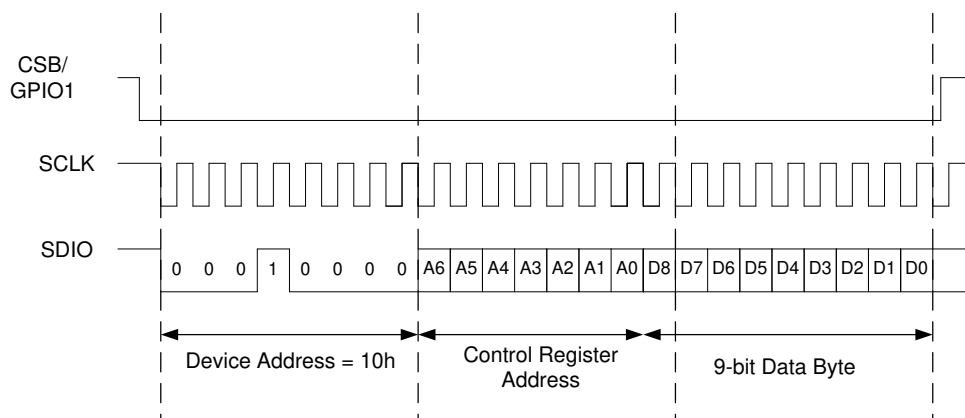 CSB/
GPIO1
SCLK
SDIO
0 0 0 1 0 0 0 0 A6 A5 A4 A3 A2 A1 A0 D8 D7 D6 D5 D4 D3 D2 D1 D0
Device Address = 10h
Control Register
Address
9-bit Data Byte